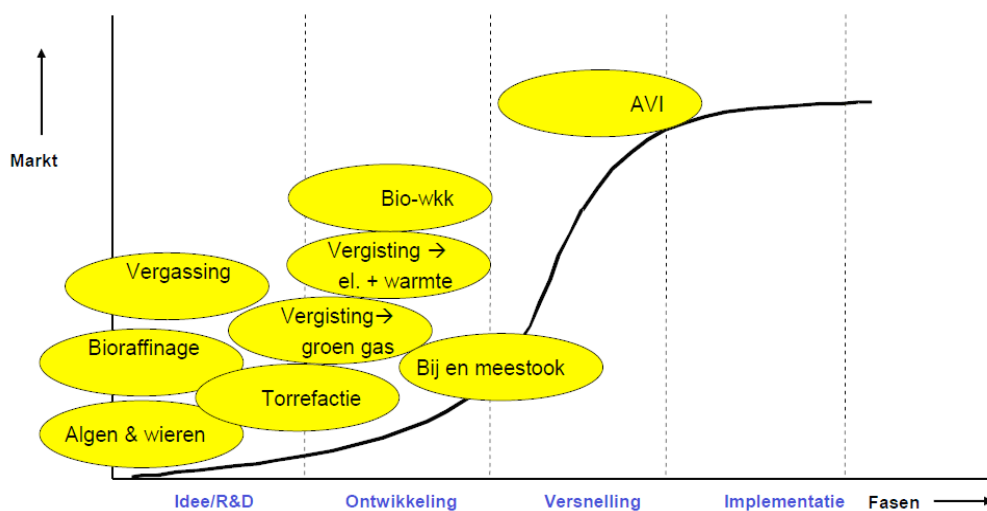 AVI
Markt
Bio-wkk
Vergisting →
el. + warmte
Vergassing
Vergisting→
groen gas
Bioraffinage
Bij en meestook
Torrefactie
Algen & wieren
Idee/R&D
Ontwikkeling
Versnelling
Implementatie
Fasen